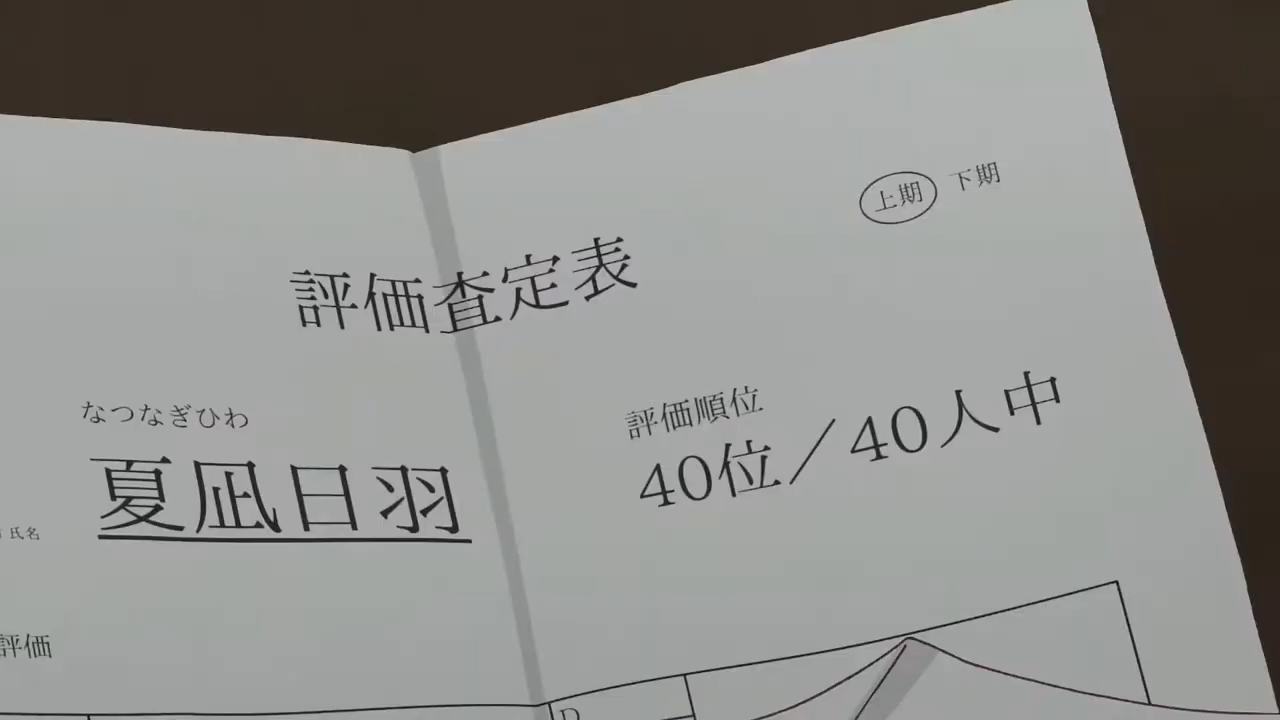 上期 下期
評価査定表
なつなぎひわ
夏凪日羽
氏名
評価順位
40位／40人中
評価
D